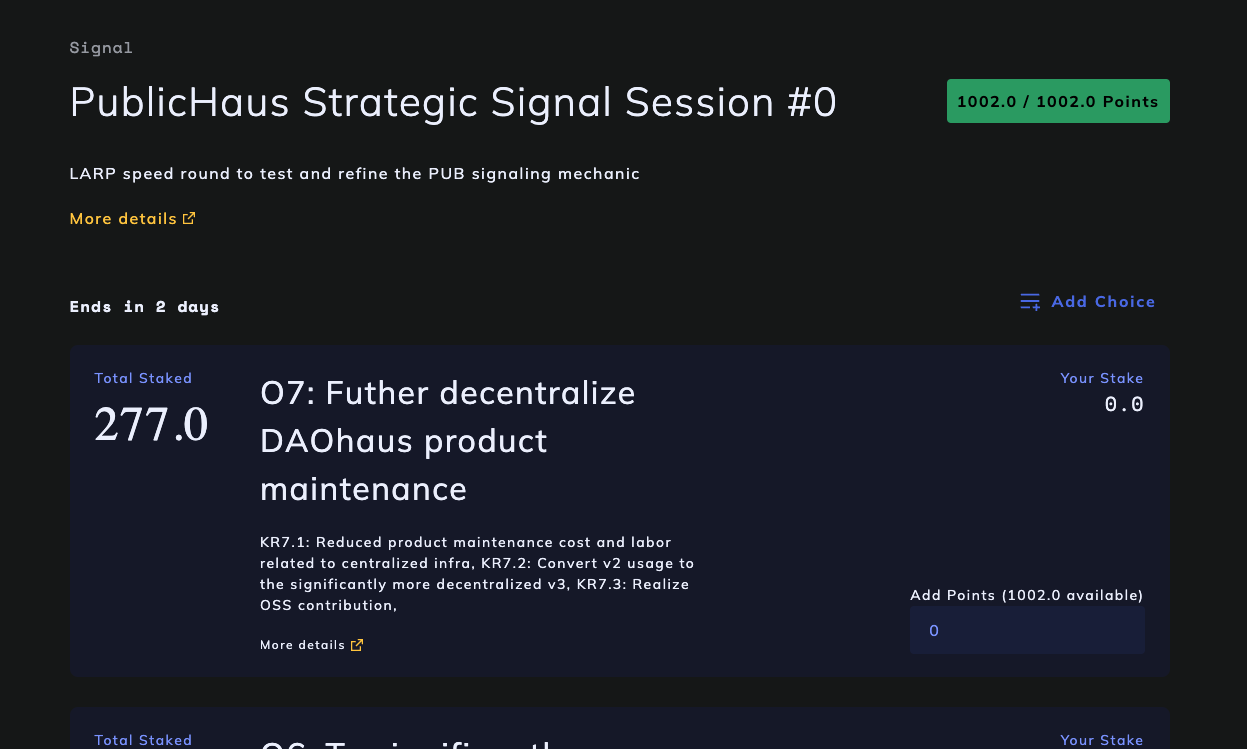 Signal
PublicHaus Strategic Signal Session #0
1002.0 / 1002.0 Points
LARP speed round to test and refine the PUB signaling mechanic
More details
Ends in 2 days
Add Choice
Total Staked
277.0
O7: Futher decentralize
DAOhaus product
maintenance
KR7.1: Reduced product maintenance cost and labor
related to centralized infra, KR7.2: Convert v2 usage to
the significantly more decentralized v3, KR7.3: Realize
OSS contribution,
More details
Your Stake
0.0
Add Points (1002.0 available)
0
Total Staked
Your Stake